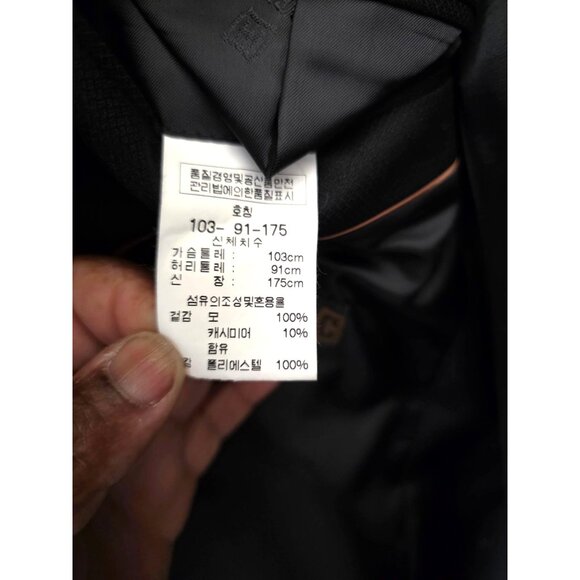 품질경영및공산품안전
관리법에의한품질표시
호칭
103- 91-175
신체치수
가슴둘레 : 103cm
허리둘레 : 91cm
신 장 : 175cm
섬유의조성및혼용율
겉감 모 100%
캐시미어 10%
함유
감 폴리에스텔 100%